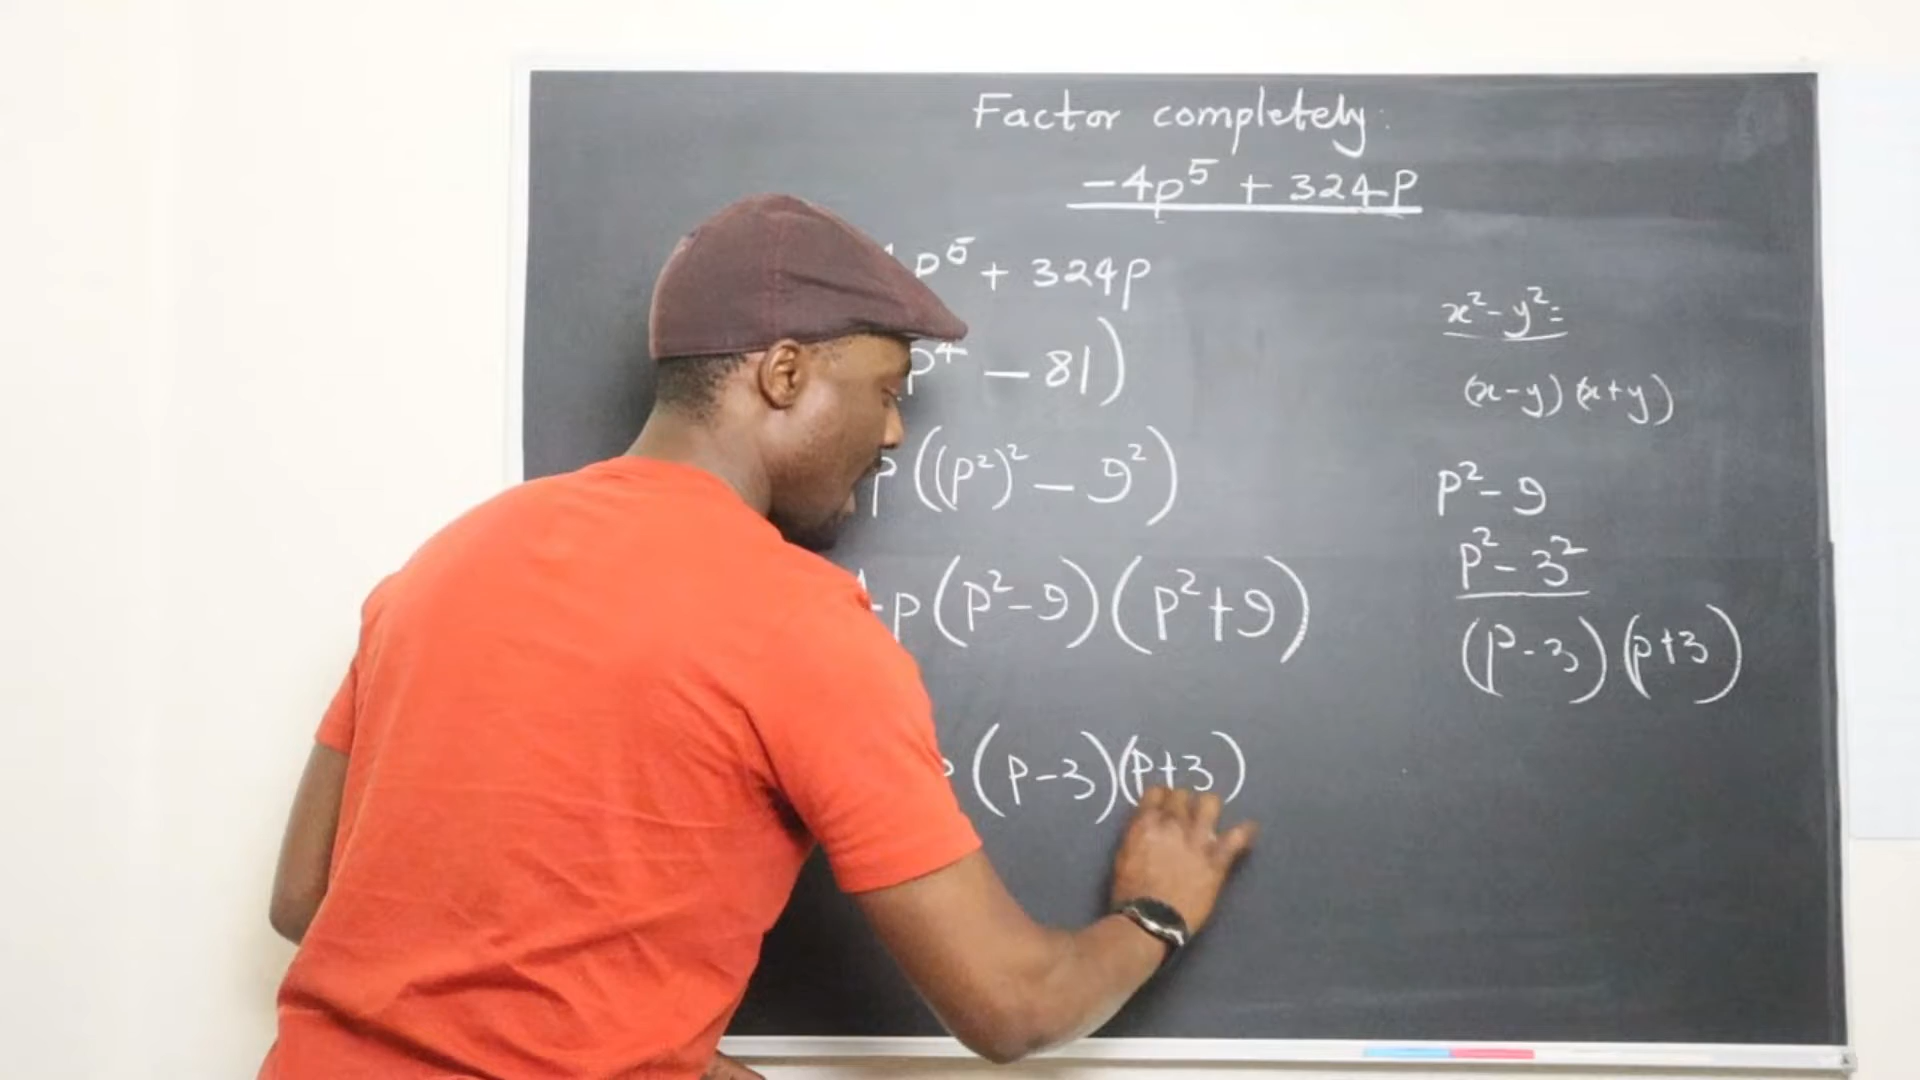 Factor completely:
-4p⁵ + 324p
p⁵ + 324p
p⁴ - 81)
p((p²)² - 9²)
p(p²-9)(p²+9)
(p-3)(p+3)
x² - y² =
(x-y)(x+y)
p² - 9
p² - 3²
(p-3)(p+3)